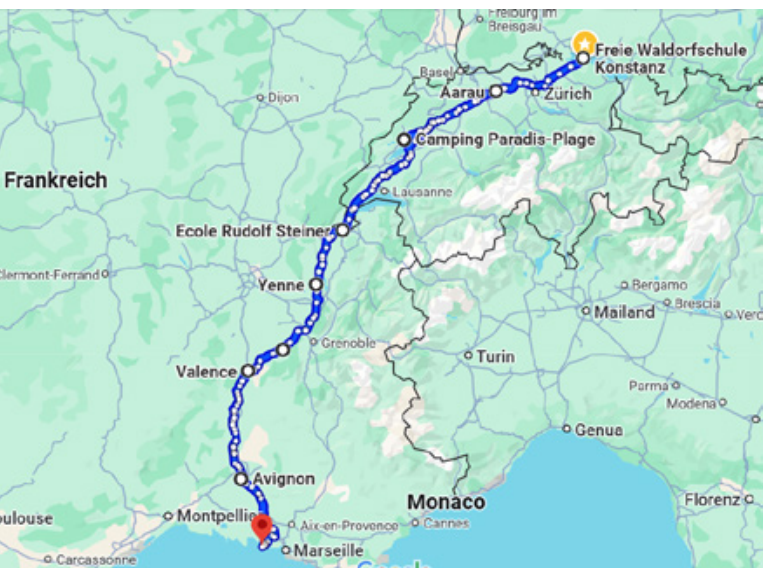 Freiburg im
Breisgau
Freie Waldorfschule
Konstanz
Basel
Aarau
Zürich
Dijon
Camping Paradis-Plage
Frankreich
Lausanne
Ecole Rudolf Steiner
Clermont-Ferrand
Yenne
Bergamo
Brescia
Mailand
Grenoble
Turin
Valence
Parma
Modena
Genua
Avignon
Monaco
Florenz
oulouse
Montpellie
Aix-en-Provence
Cannes
Marseille
Carcassonne